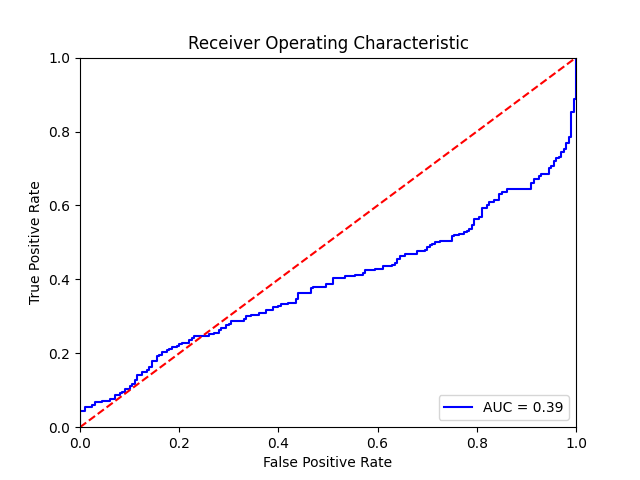 Receiver Operating Characteristic
1.0
0.8
0.6
0.4
0.2
0.0
True Positive Rate
AUC = 0.39
0.0 0.2 0.4 0.6 0.8 1.0
False Positive Rate